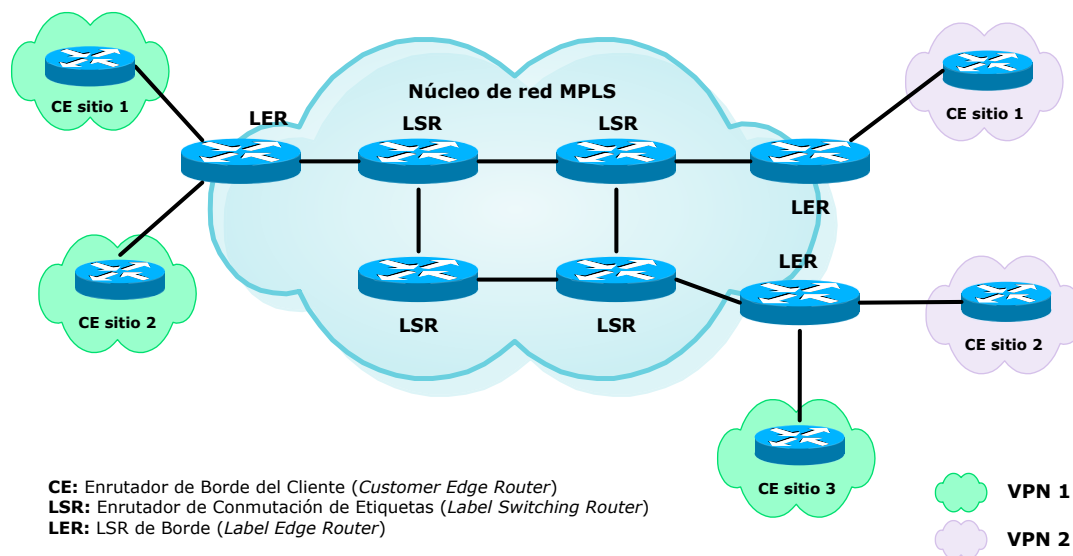 Núcleo de red MPLS
CE sitio 1
LER
LSR
LSR
CE sitio 1
LER
CE sitio 2
LER
LSR
LSR
CE sitio 2
CE sitio 3
CE: Enrutador de Borde del Cliente (Customer Edge Router)
LSR: Enrutador de Conmutación de Etiquetas (Label Switching Router)
LER: LSR de Borde (Label Edge Router)
VPN 1
VPN 2